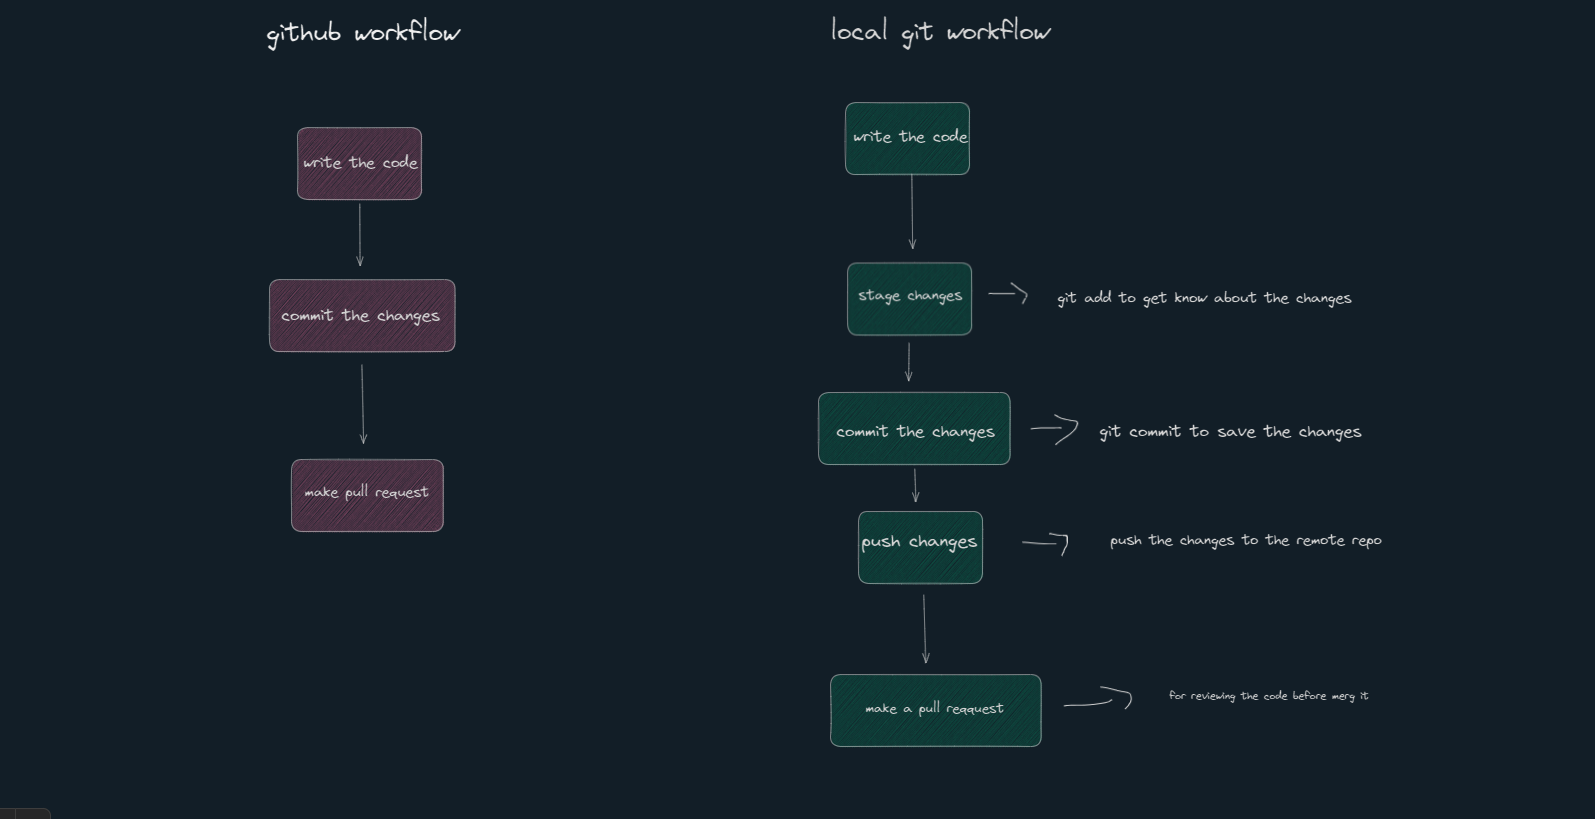 github workflow
write the code
commit the changes
make pull request
local git workflow
write the code
stage changes
git add to get know about the changes
commit the changes
git commit to save the changes
push changes
push the changes to the remote repo
make a pull reqquest
for reviewing the code before merg it